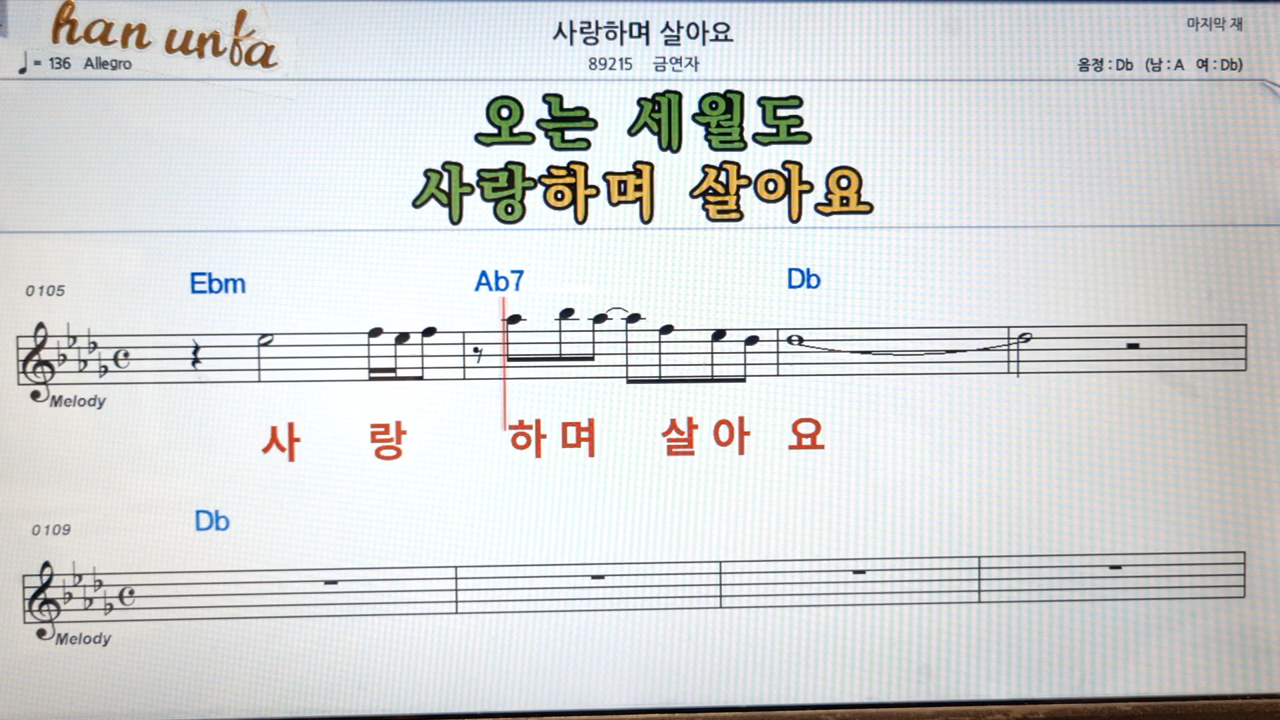 han unfa
사랑하며 살아요
마지막 재
♩= 136 Allegro
89215 금연자
음정 : Db (남 : A 여 : Db)
오는 세월도
사랑하며 살아요
0105
Ebm Ab7 Db
Melody
사 랑 하 며 살 아 요
0109
Db
Melody